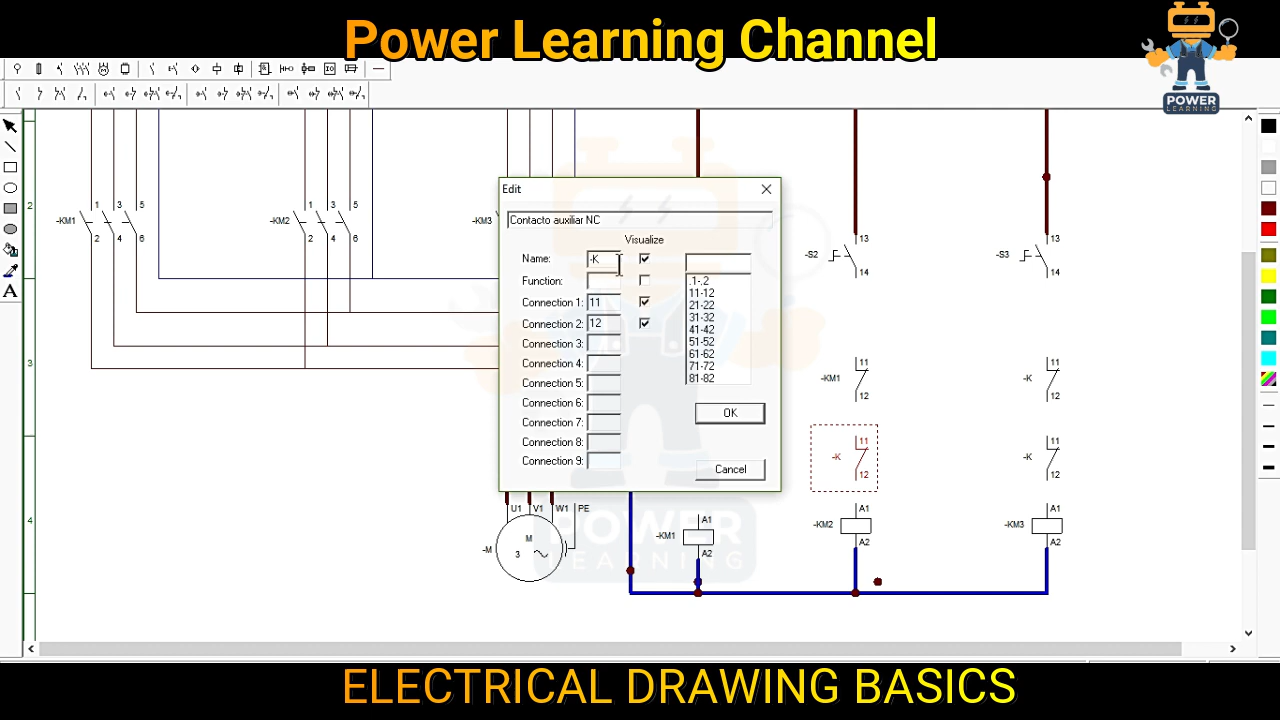 Power Learning Channel
POWER
LEARNING
2
3
4
-KM1
1 3 5
2 4 6
-KM2
1 3 5
2 4 6
-KM3
Edit
Contacto auxiliar NC
Visualize
Name: -K
Function:
Connection 1: 11
Connection 2: 12
Connection 3:
Connection 4:
Connection 5:
Connection 6:
Connection 7:
Connection 8:
Connection 9:
.1-.2
11-12
21-22
31-32
41-42
51-52
61-62
71-72
81-82
OK
Cancel
-S2
13
14
-S3
13
14
-KM1
11
12
-K
11
12
-K
11
12
-K
11
12
U1 V1 W1 PE
-M
M
3
-KM1
A1
A2
-KM2
A1
A2
-KM3
A1
A2
POWER
LEARNING
A
ELECTRICAL DRAWING BASICS